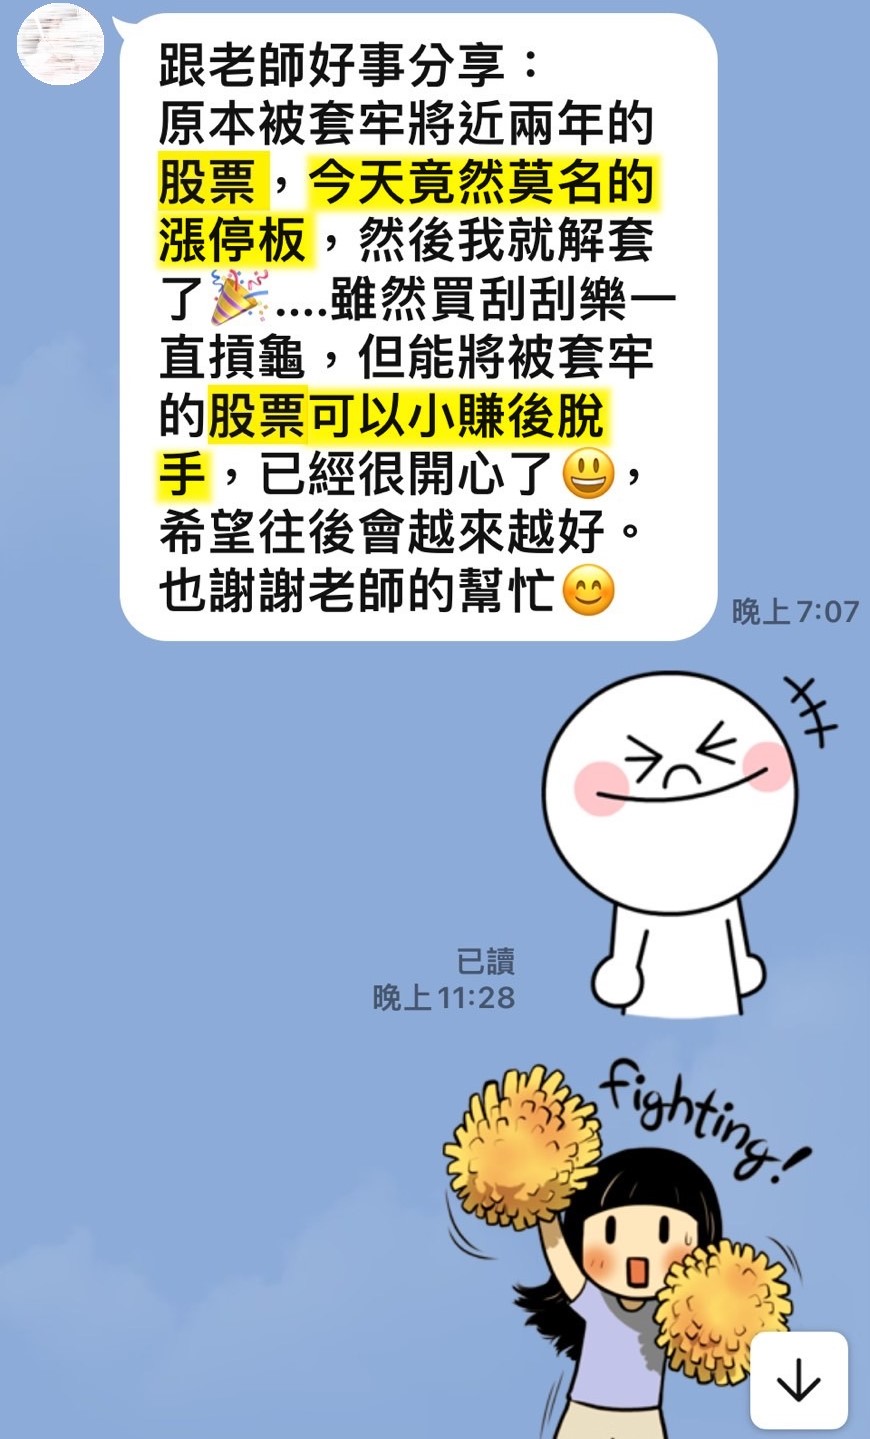 跟老師好事分享：
原本被套牢將近兩年的
股票，今天竟然莫名的
漲停板，然後我就解套
了🎉....雖然買刮刮樂一
直摃龜，但能將被套牢
的股票可以小賺後脫
手，已經很開心了😃，
希望往後會越來越好。
也謝謝老師的幫忙😊
晚上 7:07
已讀
晚上 11:28
fighting!